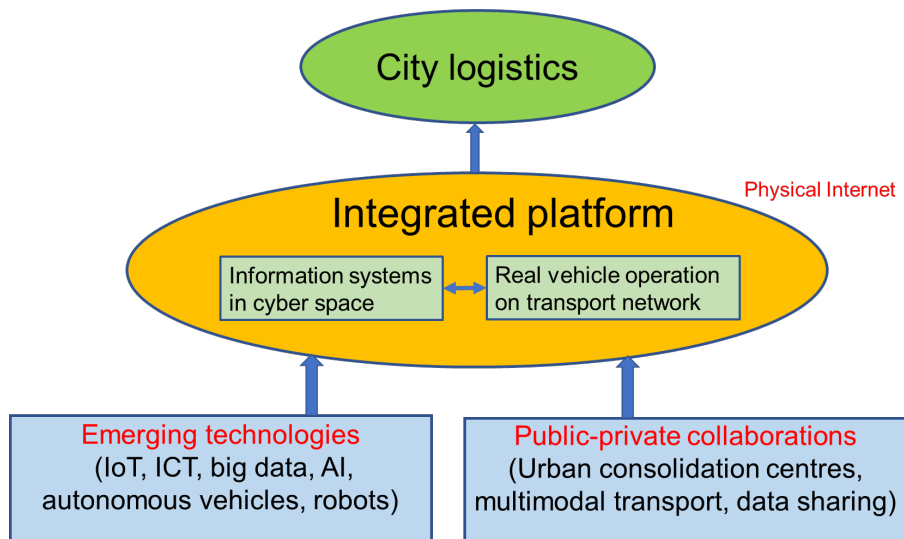 City logistics
Physical Internet
Integrated platform
Information systems
in cyber space
Real vehicle operation
on transport network
Emerging technologies
(IoT, ICT, big data, AI,
autonomous vehicles, robots)
Public-private collaborations
(Urban consolidation centres,
multimodal transport, data sharing)